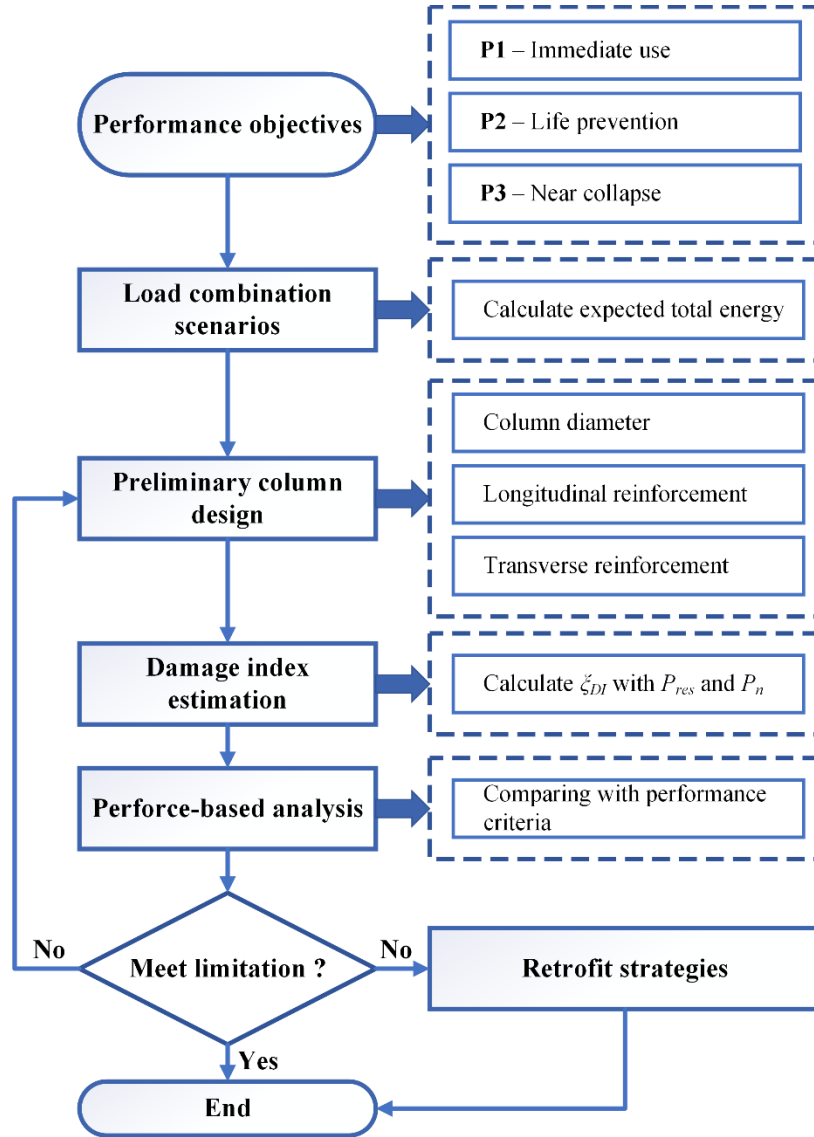 Performance objectives
P1 – Immediate use
P2 – Life prevention
P3 – Near collapse
Load combination
scenarios
Calculate expected total energy
Preliminary column
design
Column diameter
Longitudinal reinforcement
Transverse reinforcement
Damage index
estimation
Calculate ξDI with Pres and Pn
Perforce-based analysis
Comparing with performance
criteria
No
Meet limitation ?
No
Retrofit strategies
Yes
End